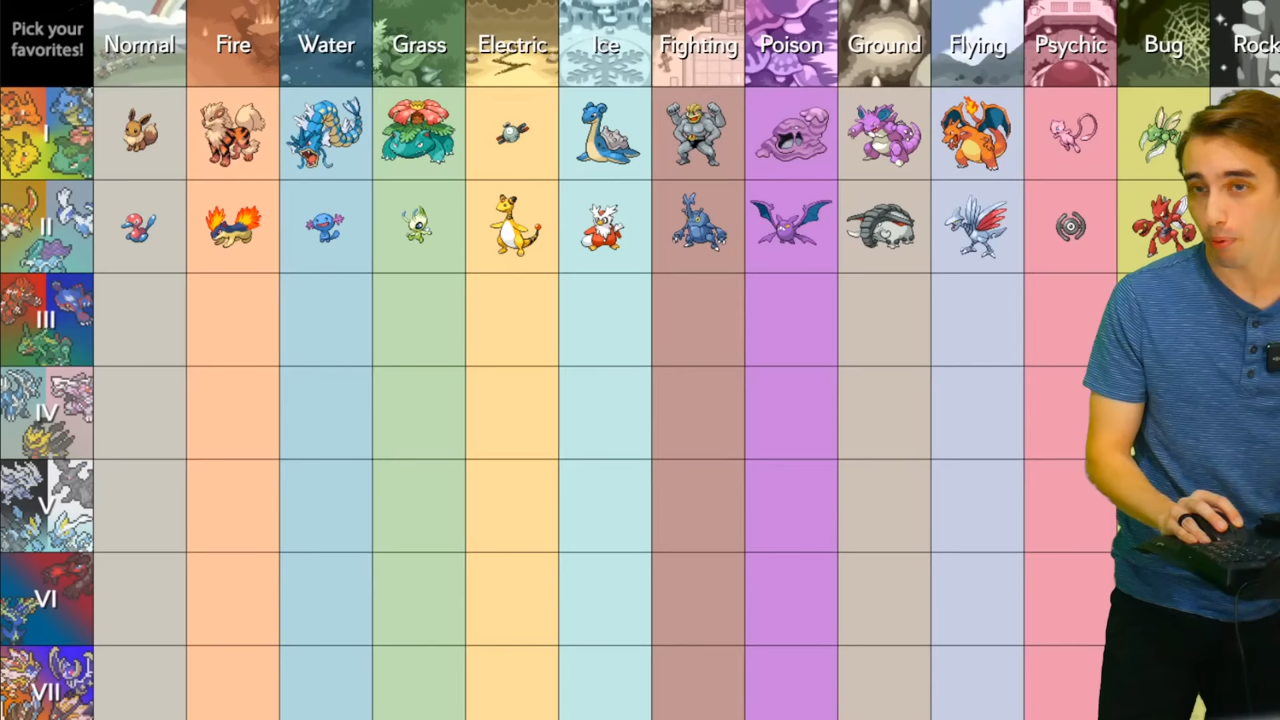 Pick your
favorites!
Normal
Fire
Water
Grass
Electric
Ice
Fighting
Poison
Ground
Flying
Psychic
Bug
Rock
I
II
III
IV
V
VI
VII